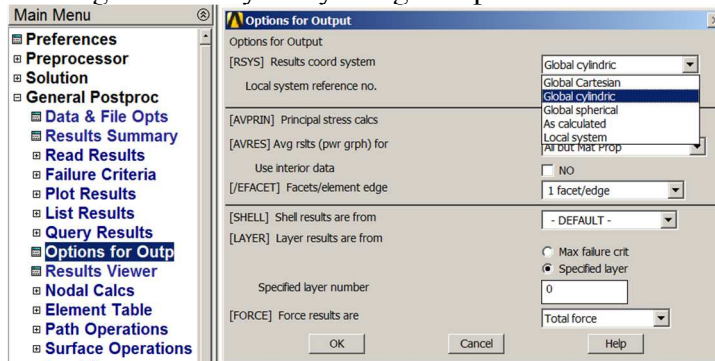 Main Menu
Preferences
Preprocessor
Solution
General Postproc
Data & File Opts
Results Summary
Read Results
Failure Criteria
Plot Results
List Results
Query Results
Options for Outp
Results Viewer
Nodal Calcs
Element Table
Path Operations
Surface Operations
Options for Output
Options for Output
[RSYS] Results coord system
Global cylindric
Local system reference no.
Global Cartesian
Global cylindric
Global spherical
As calculated
Local system
[AVPRIN] Principal stress calcs
[AVRES] Avg rslts (pwr grph) for
All but Mat Prop
Use interior data
NO
[/EFACET] Facets/element edge
1 facet/edge
[SHELL] Shell results are from
- DEFAULT -
[LAYER] Layer results are from
Max failure crit
Specified layer
Specified layer number
0
[FORCE] Force results are
Total force
OK
Cancel
Help